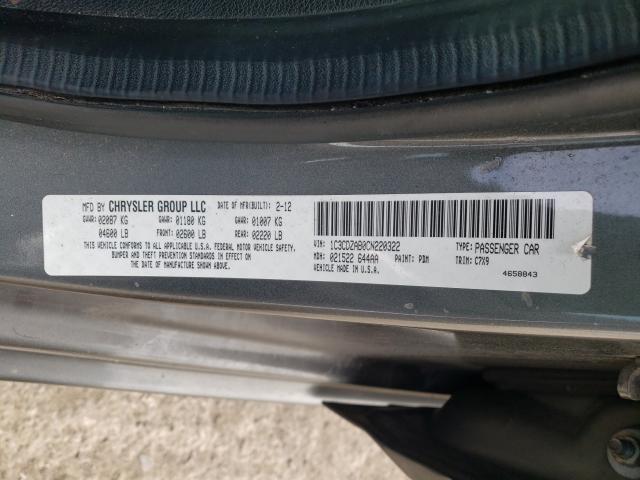 MFD BY CHRYSLER GROUP LLC DATE OF MFR(BUILT): 2-12
GVWR: 02087 KG GAWR: 01180 KG GAWR: 01007 KG
04600 LB FRONT: 02600 LB REAR: 02220 LB
THIS VEHICLE CONFORMS TO ALL APPLICABLE U.S.A. FEDERAL MOTOR VEHICLE SAFETY,
BUMPER AND THEFT PREVENTION STANDARDS IN EFFECT ON
THE DATE OF MANUFACTURE SHOWN ABOVE.
VIN: 1C3CDZAB0CN220322 TYPE: PASSENGER CAR
MDH: 021522 644AA PAINT: PDM TRIM: C7X9
VEHICLE MADE IN U.S.A. 4658843